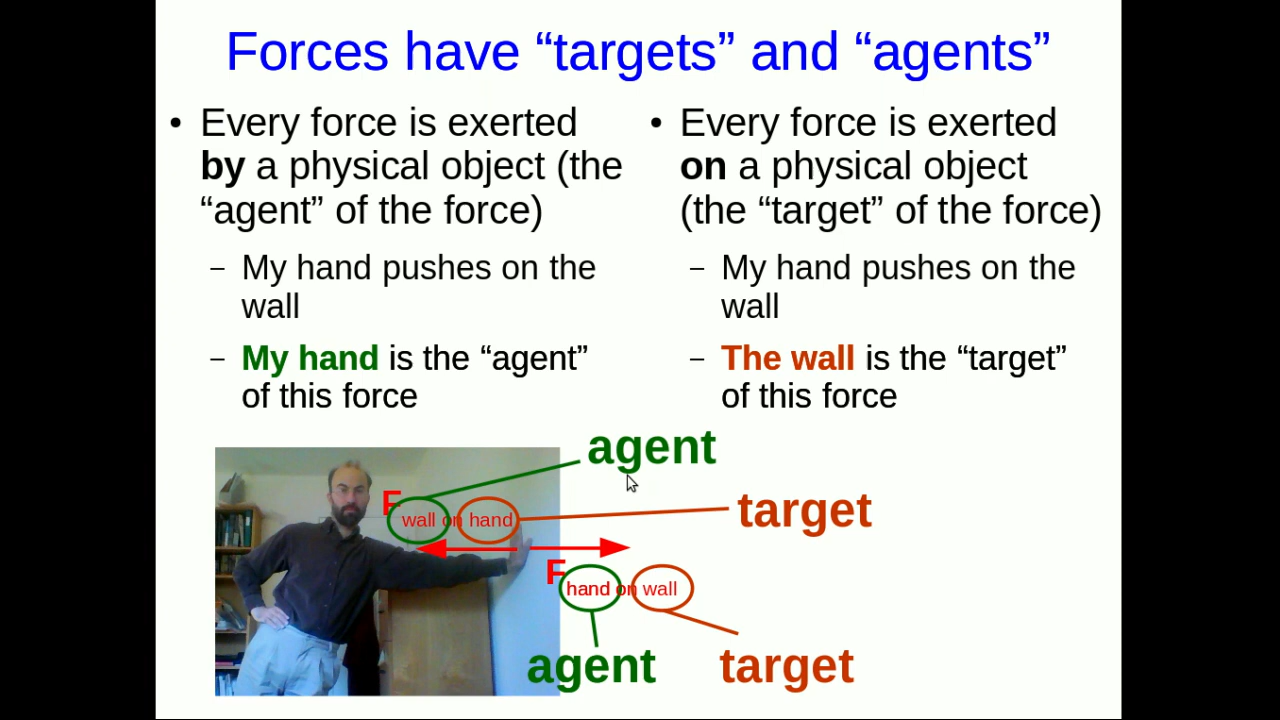 Forces have “targets” and “agents”
• Every force is exerted
by a physical object (the
“agent” of the force)
– My hand pushes on the
wall
– My hand is the “agent”
of this force
• Every force is exerted
on a physical object
(the “target” of the force)
– My hand pushes on the
wall
– The wall is the “target”
of this force
agent
target
F wall on hand
F hand on wall
agent
target